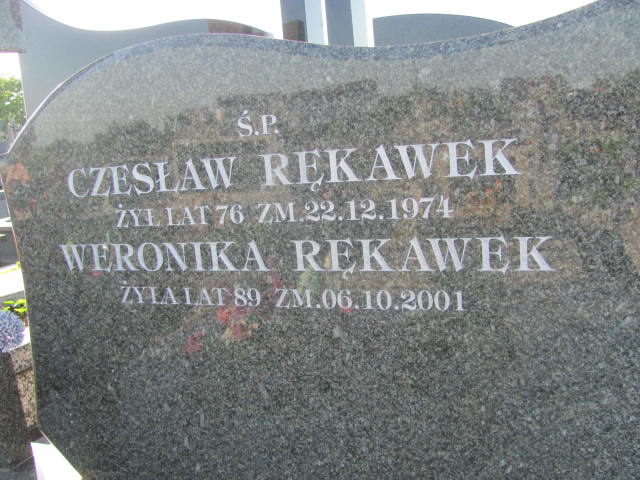 Ś.P.
CZESŁAW RĘKAWEK
ŻYŁ LAT 76 ZM.22.12.1974
WERONIKA RĘKAWEK
ŻYŁA LAT 89 ZM.06.10.2001